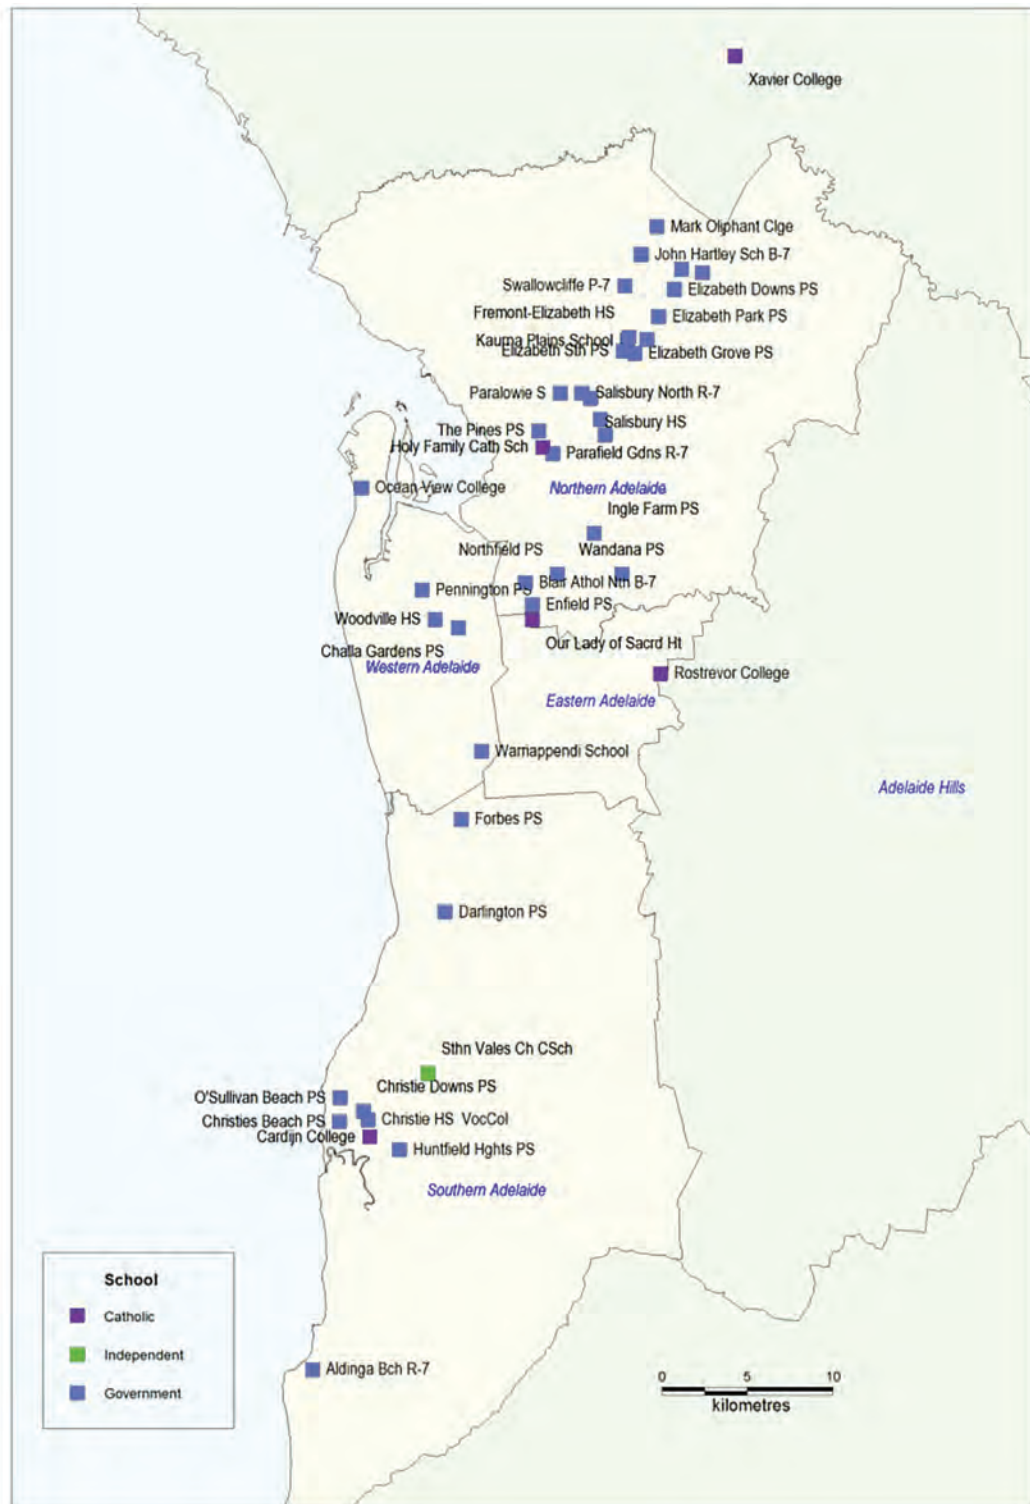 Xavier College
Mark Oliphant Clge
John Hartley Sch B-7
Swallowcliffe P-7
Elizabeth Downs PS
Fremont-Elizabeth HS
Elizabeth Park PS
Kaurna Plains School
Elizabeth Sth PS
Elizabeth Grove PS
Paralowie S
Salisbury North R-7
Salisbury HS
The Pines PS
Holy Family Cath Sch
Parafield Gdns R-7
Ocean View College
Northern Adelaide
Ingle Farm PS
Northfield PS
Wandana PS
Pennington PS
Blair Athol Nth B-7
Enfield PS
Woodville HS
Our Lady of Sacrd Ht
Challa Gardens PS
Western Adelaide
Rostrevor College
Eastern Adelaide
Warriappendi School
Adelaide Hills
Forbes PS
Darlington PS
Sthn Vales Ch CSch
Christie Downs PS
O'Sullivan Beach PS
Christies Beach PS
Christie HS VocCol
Cardijn College
Huntfield Hghts PS
Southern Adelaide
School
Catholic
Independent
Government
Aldinga Bch R-7
0 5 10
kilometres